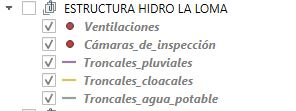 ESTRUCTURA HIDRO LA LOMA
Ventilaciones
Cámaras_de_inspección
Troncales_pluviales
Troncales_cloacales
Troncales_agua_potable